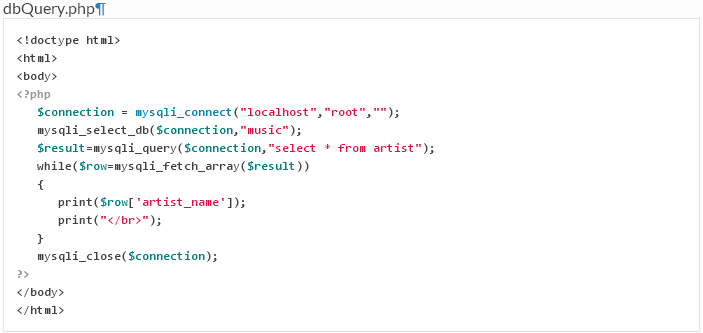 dbQuery.php¶
<!doctype html>
<html>
<body>
<?php
   $connection = mysqli_connect("localhost","root","");
   mysqli_select_db($connection,"music");
   $result=mysqli_query($connection,"select * from artist");
   while($row=mysqli_fetch_array($result))
   {
      print($row['artist_name']);
      print("</br>");
   }
   mysqli_close($connection);
?>
</body>
</html>